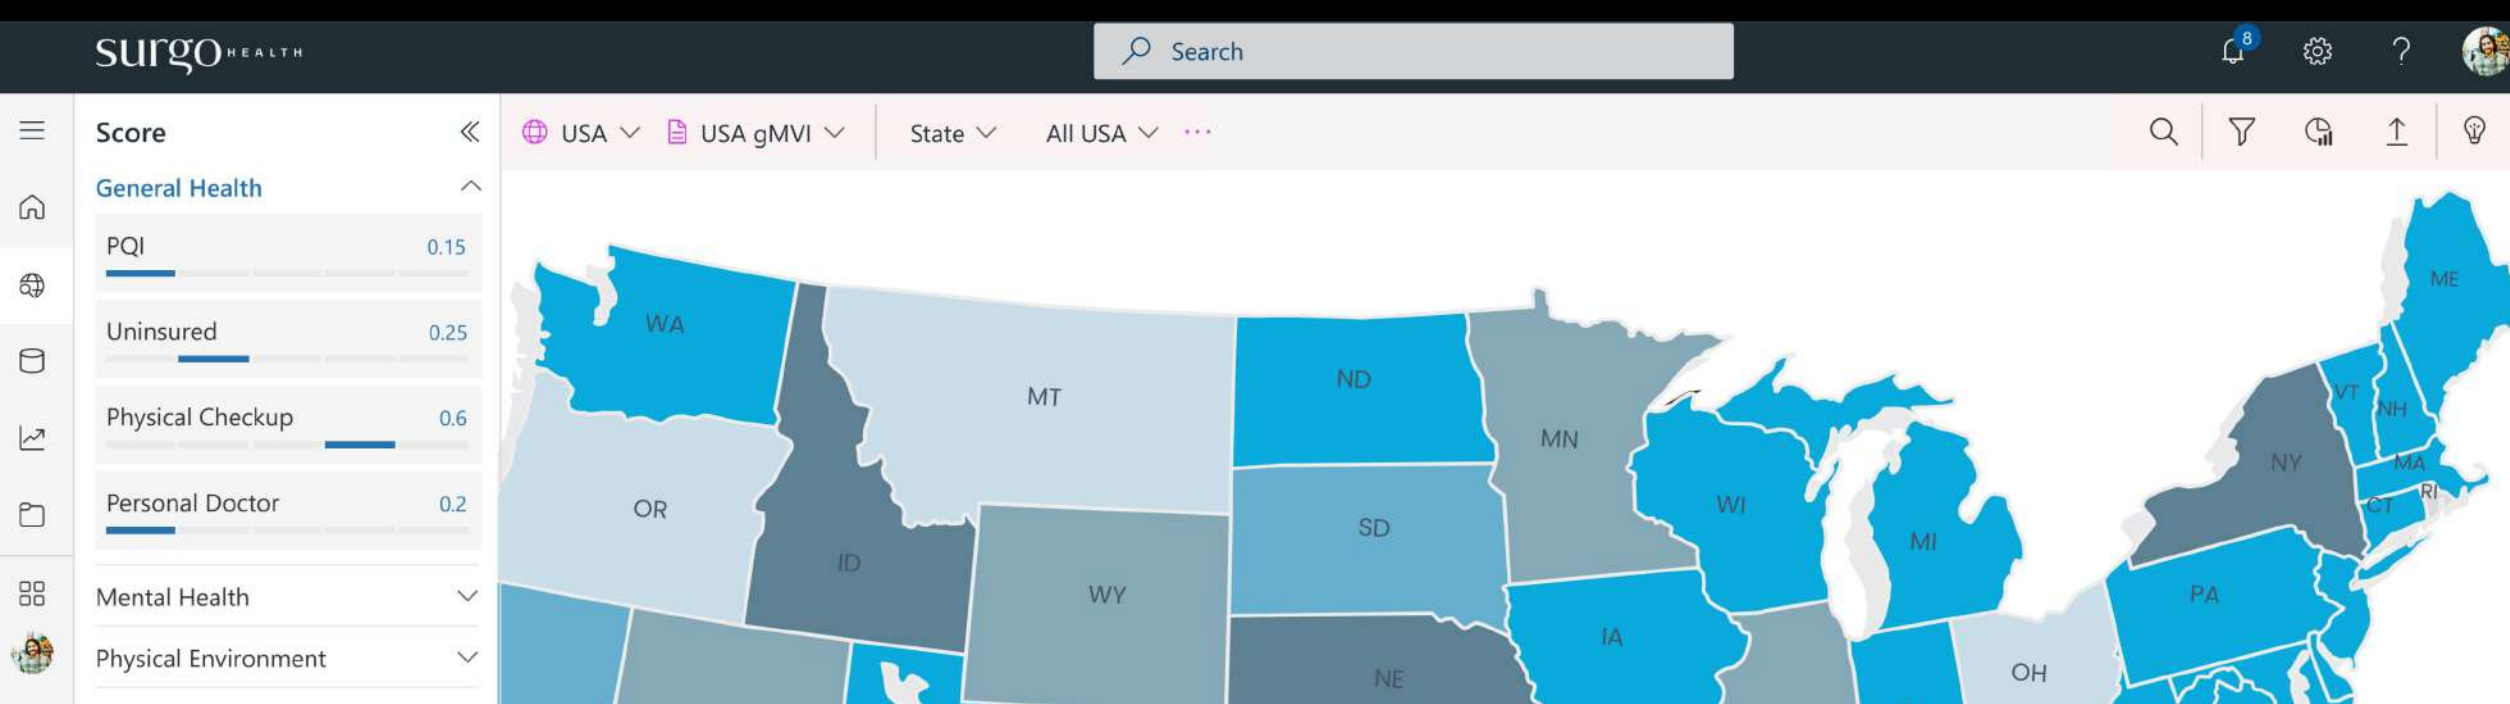 surgo HEALTH
Search
8
?
Score
USA
USA gMVI
State
All USA
General Health
PQI 0.15
Uninsured 0.25
Physical Checkup 0.6
Personal Doctor 0.2
Mental Health
Physical Environment
WA
MT
ND
ME
MN
VT
NH
OR
ID
SD
WI
MI
NY
MA
RI
CT
WY
IA
PA
NE
OH